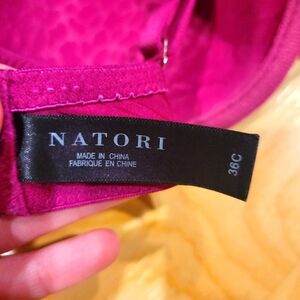 NATORI
MADE IN CHINA
FABRIQUE EN CHINE
36C